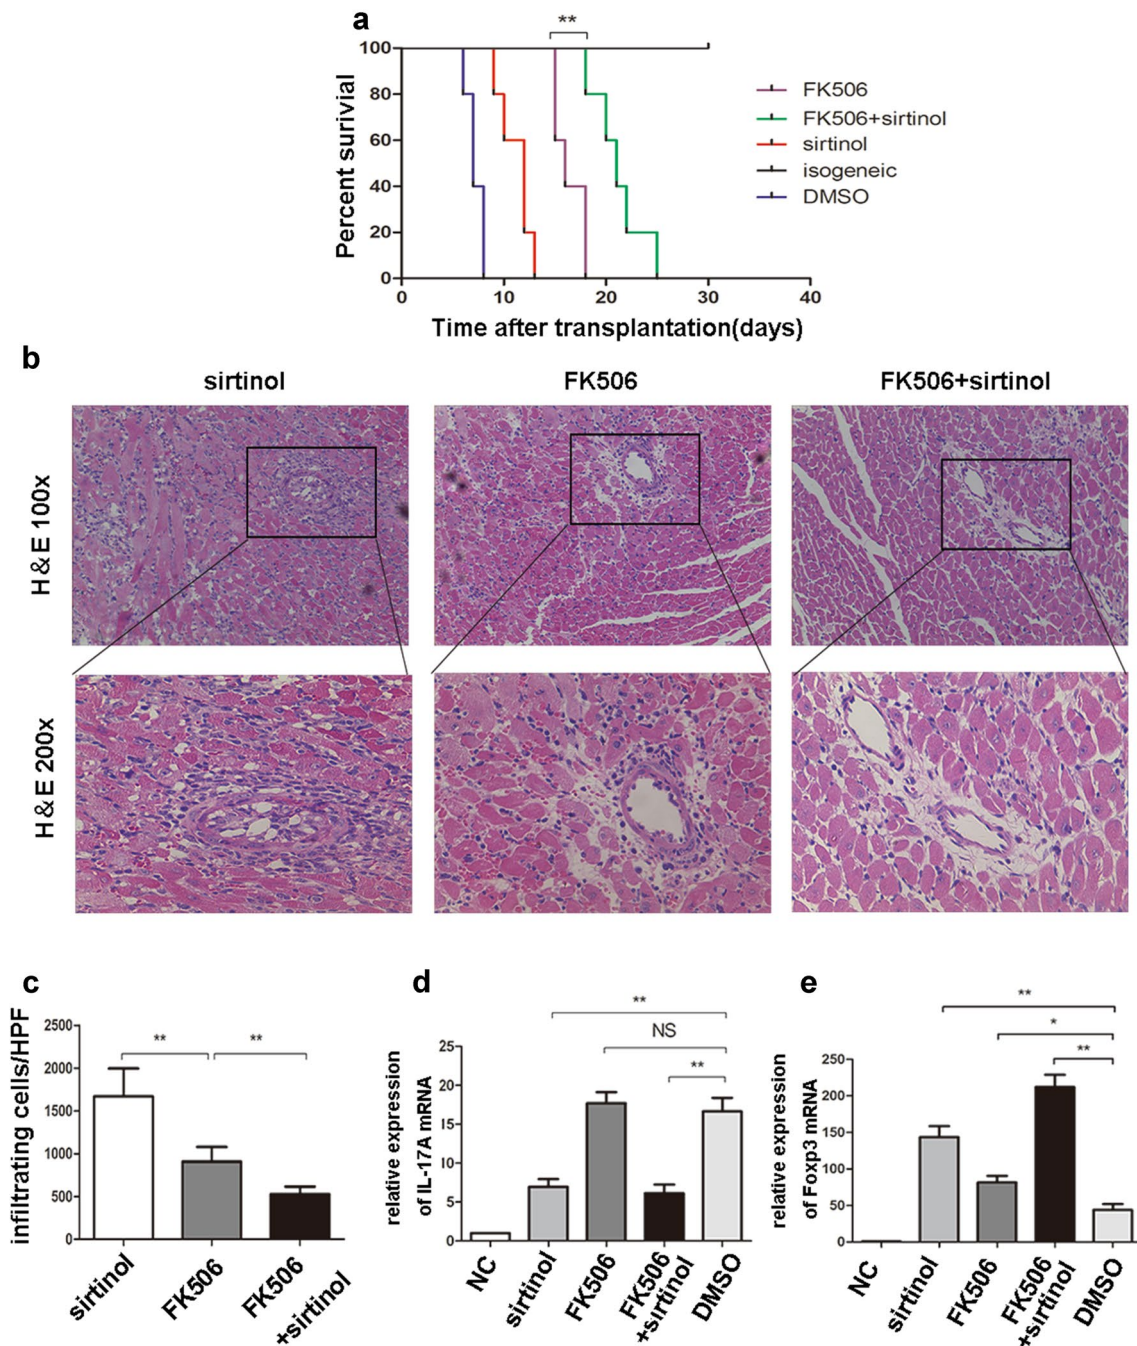 a
**
100
80
60
40
20
0
Percent surivial
0
10
20
30
40
Time after transplantation(days)
FK506
FK506+sirtinol
sirtinol
isogeneic
DMSO
b
sirtinol
FK506
FK506+sirtinol
H&E 100x
H&E 200x
c
infiltrating cells/HPF
2500
2000
1500
1000
500
0
**
**
sirtinol
FK506
FK506
+sirtinol
d
relative expression
of IL-17A mRNA
25
20
15
10
5
0
**
NS
**
NC
sirtinol
FK506
FK506
+sirtinol
DMSO
e
relative expression
of Foxp3 mRNA
250
200
150
100
50
0
**
*
**
NC
sirtinol
FK506
FK506
+sirtinol
DMSO